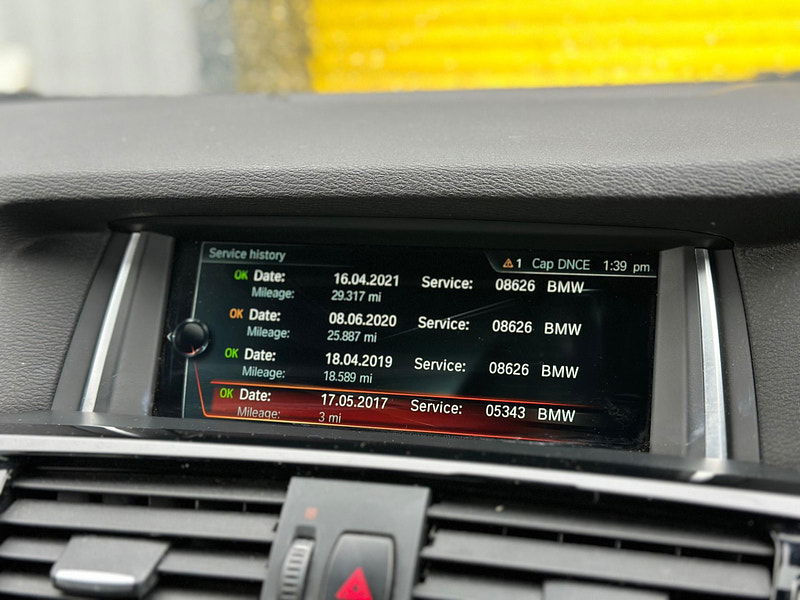 Service history
1 Cap DNCE 1:39 pm
OK Date: 16.04.2021 Service: 08626 BMW
Mileage: 29.317 mi
OK Date: 08.06.2020 Service: 08626 BMW
Mileage: 25.887 mi
OK Date: 18.04.2019 Service: 08626 BMW
Mileage: 18.589 mi
OK Date: 17.05.2017 Service: 05343 BMW
Mileage: 3 mi